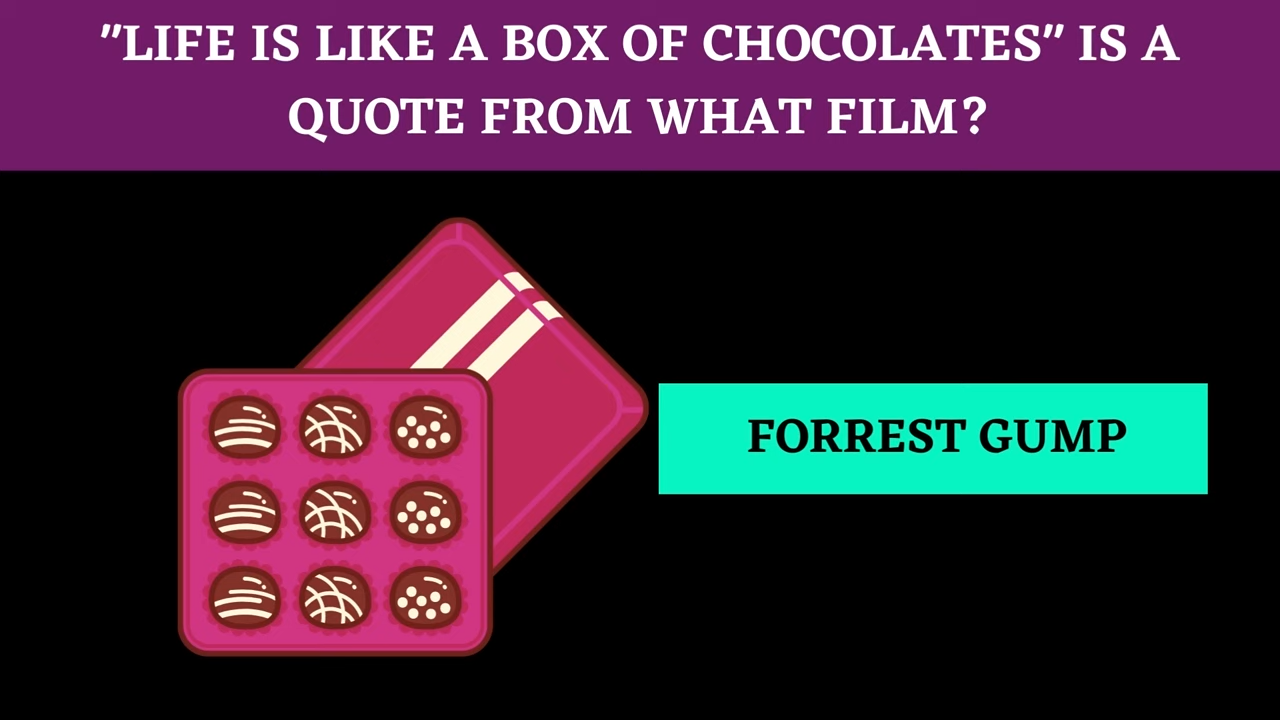 "LIFE IS LIKE A BOX OF CHOCOLATES" IS A
QUOTE FROM WHAT FILM?
FORREST GUMP